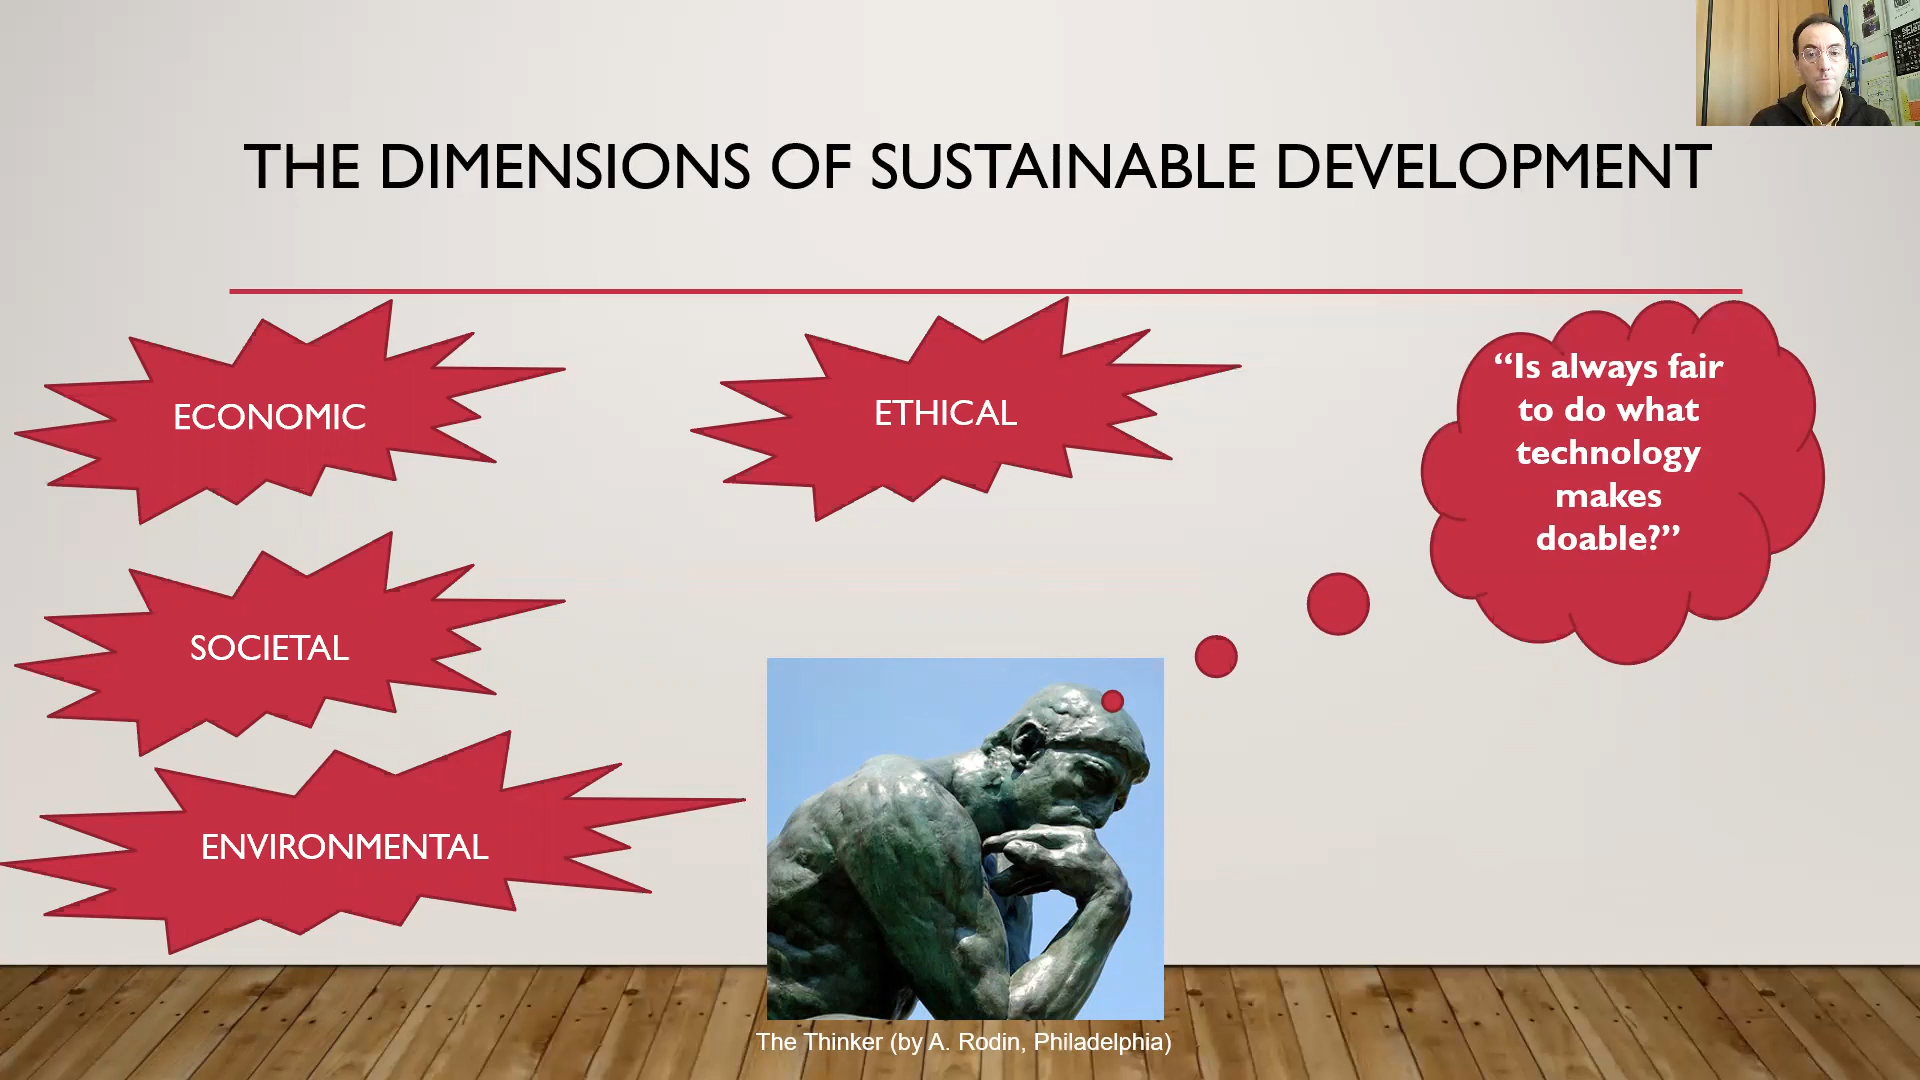 THE DIMENSIONS OF SUSTAINABLE DEVELOPMENT
ECONOMIC
ETHICAL
“Is always fair
to do what
technology
makes
doable?”
SOCIETAL
ENVIRONMENTAL
The Thinker (by A. Rodin, Philadelphia)